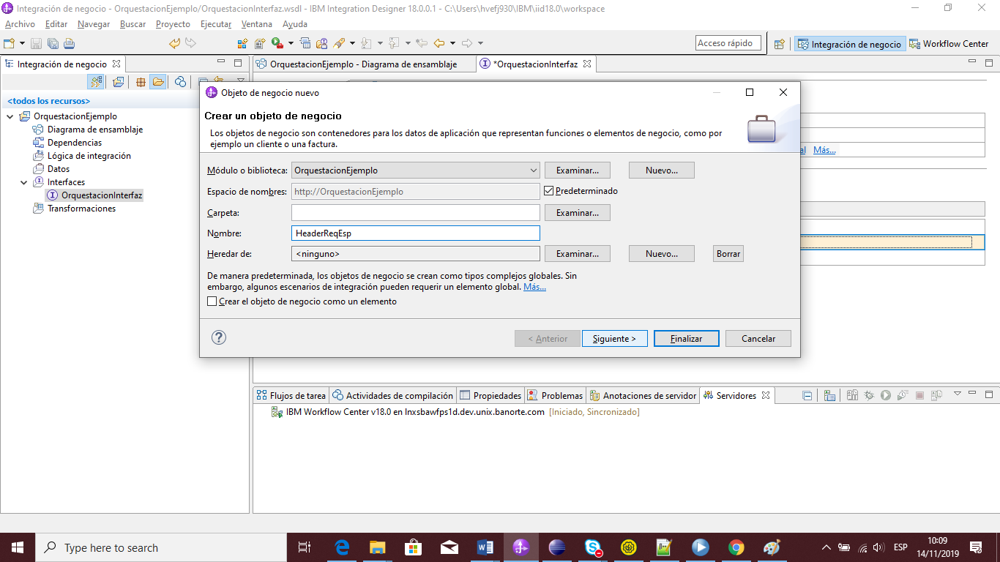 Integración de negocio - OrquestacionEjemplo/OrquestacionInterfaz.wsdl - IBM Integration Designer 18.0.0.1 - C:\Users\hvefj930\IBM\iid18.0\workspace
Archivo Editar Navegar Buscar Proyecto Ejecutar Ventana Ayuda
Acceso rápido
Integración de negocio
Workflow Center
Integración de negocio
OrquestacionEjemplo - Diagrama de ensamblaje
*OrquestacionInterfaz
<todos los recursos>
OrquestacionEjemplo
Diagrama de ensamblaje
Dependencias
Lógica de integración
Datos
Interfaces
OrquestacionInterfaz
Transformaciones
Objeto de negocio nuevo
Crear un objeto de negocio
Los objetos de negocio son contenedores para los datos de aplicación que representan funciones o elementos de negocio, como por
ejemplo un cliente o una factura.
Más...
Módulo o biblioteca: OrquestacionEjemplo Examinar... Nuevo...
Espacio de nombres: http://OrquestacionEjemplo Predeterminado
Carpeta: Examinar...
Nombre: HeaderReqEsp
Heredar de: <ninguno> Examinar... Nuevo... Borrar
De manera predeterminada, los objetos de negocio se crean como tipos complejos globales. Sin
embargo, algunos escenarios de integración pueden requerir un elemento global. Más...
Crear el objeto de negocio como un elemento
< Anterior Siguiente > Finalizar Cancelar
Flujos de tarea Actividades de compilación Propiedades Problemas Anotaciones de servidor Servidores
IBM Workflow Center v18.0 en lnxsbawfps1d.dev.unix.banorte.com [Iniciado, Sincronizado]
Type here to search
ESP
10:09
14/11/2019